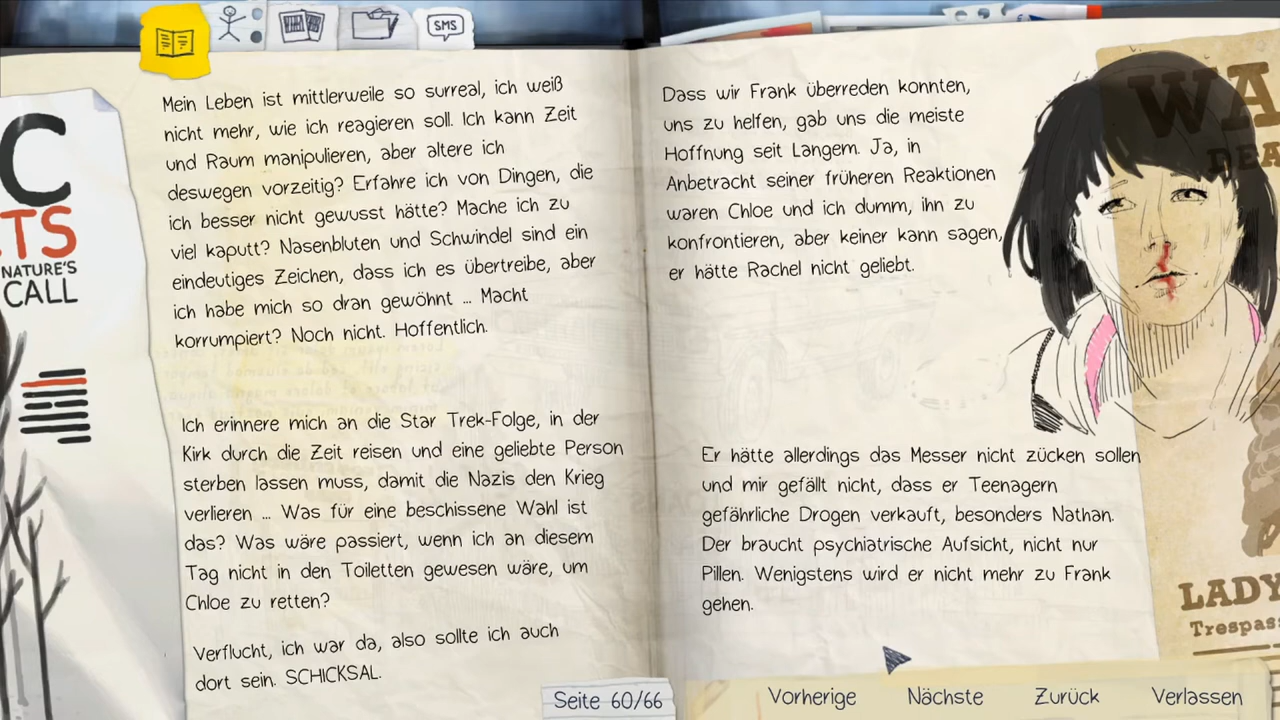 SMS
C
TS
NATURE'S
CALL
Mein Leben ist mittlerweile so surreal, ich weiß
nicht mehr, wie ich reagieren soll. Ich kann Zeit
und Raum manipulieren, aber altere ich
deswegen vorzeitig? Erfahre ich von Dingen, die
ich besser nicht gewusst hätte? Mache ich zu
viel kaputt? Nasenbluten und Schwindel sind ein
eindeutiges Zeichen, dass ich es übertreibe, aber
ich habe mich so dran gewöhnt ... Macht
korrumpiert? Noch nicht. Hoffentlich.
Ich erinnere mich an die Star Trek-Folge, in der
Kirk durch die Zeit reisen und eine geliebte Person
sterben lassen muss, damit die Nazis den Krieg
verlieren ... Was für eine beschissene Wahl ist
das? Was wäre passiert, wenn ich an diesem
Tag nicht in den Toiletten gewesen wäre, um
Chloe zu retten?
Verflucht, ich war da, also sollte ich auch
dort sein. SCHICKSAL.
Dass wir Frank überreden konnten,
uns zu helfen, gab uns die meiste
Hoffnung seit Langem. Ja, in
Anbetracht seiner früheren Reaktionen
waren Chloe und ich dumm, ihn zu
konfrontieren, aber keiner kann sagen,
er hätte Rachel nicht geliebt.
Er hätte allerdings das Messer nicht zücken sollen
und mir gefällt nicht, dass er Teenagern
gefährliche Drogen verkauft, besonders Nathan.
Der braucht psychiatrische Aufsicht, nicht nur
Pillen. Wenigstens wird er nicht mehr zu Frank
gehen.
WA
DEA
LADY
Trespas
Seite 60/66
Vorherige Nächste Zurück Verlassen